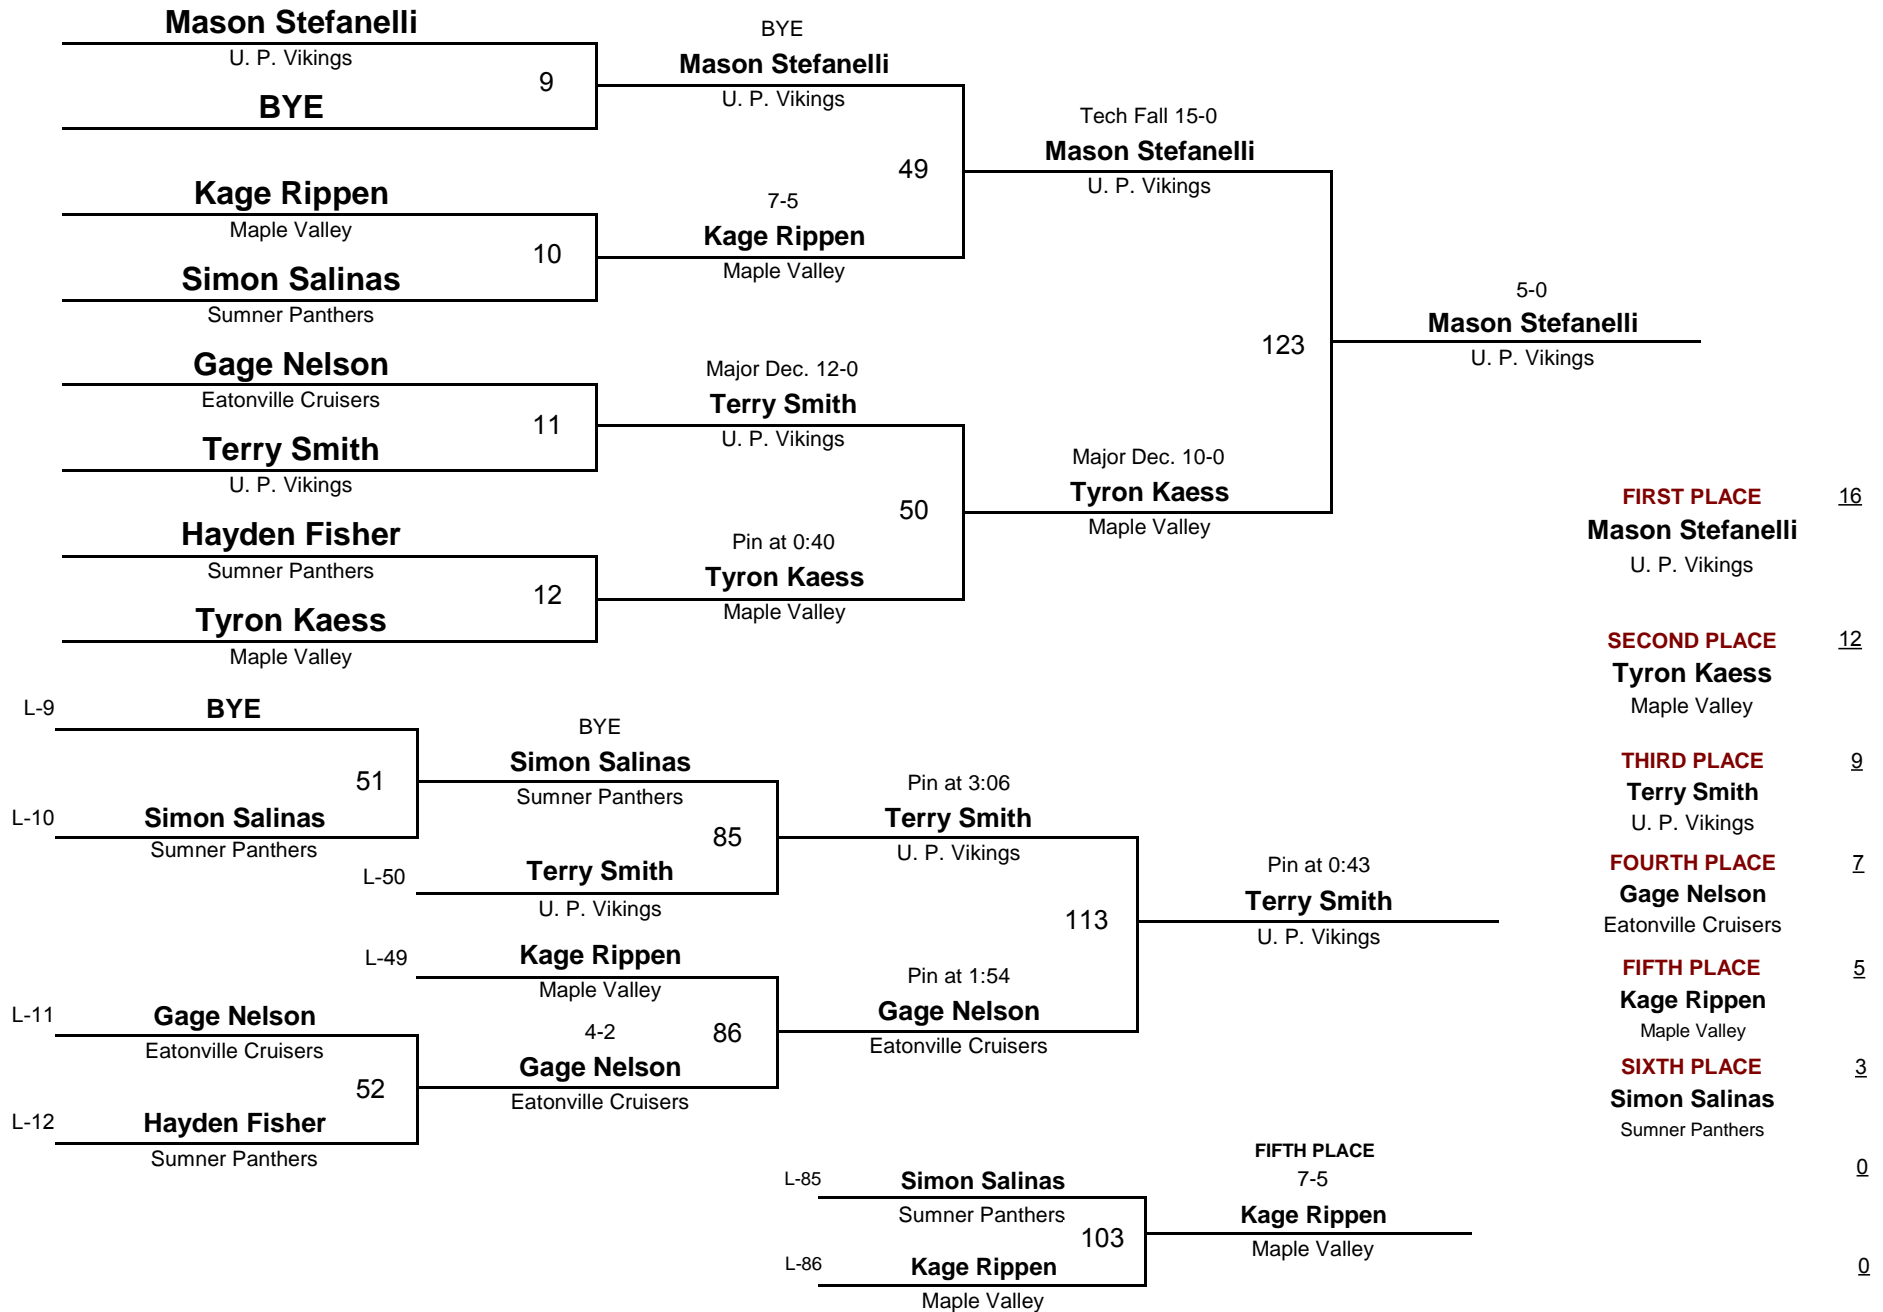 Mason Stefanelli
U. P. Vikings
9
BYE
Kage Rippen
Maple Valley
10
Simon Salinas
Sumner Panthers
Gage Nelson
Eatonville Cruisers
11
Terry Smith
U. P. Vikings
Hayden Fisher
Sumner Panthers
12
Tyron Kaess
Maple Valley
BYE
Mason Stefanelli
U. P. Vikings
49
7-5
Kage Rippen
Maple Valley
Major Dec. 12-0
Terry Smith
U. P. Vikings
50
Pin at 0:40
Tyron Kaess
Maple Valley
Tech Fall 15-0
Mason Stefanelli
U. P. Vikings
123
Major Dec. 10-0
Tyron Kaess
Maple Valley
5-0
Mason Stefanelli
U. P. Vikings
L-9
BYE
51
L-10
Simon Salinas
Sumner Panthers
L-11
Gage Nelson
Eatonville Cruisers
52
L-12
Hayden Fisher
Sumner Panthers
BYE
Simon Salinas
Sumner Panthers
85
L-50
Terry Smith
U. P. Vikings
L-49
Kage Rippen
Maple Valley
86
4-2
Gage Nelson
Eatonville Cruisers
Pin at 3:06
Terry Smith
U. P. Vikings
113
Pin at 1:54
Gage Nelson
Eatonville Cruisers
Pin at 0:43
Terry Smith
U. P. Vikings
L-85
Simon Salinas
Sumner Panthers
103
L-86
Kage Rippen
Maple Valley
FIFTH PLACE
7-5
Kage Rippen
Maple Valley
FIRST PLACE 16
Mason Stefanelli
U. P. Vikings
SECOND PLACE 12
Tyron Kaess
Maple Valley
THIRD PLACE 9
Terry Smith
U. P. Vikings
FOURTH PLACE 7
Gage Nelson
Eatonville Cruisers
FIFTH PLACE 5
Kage Rippen
Maple Valley
SIXTH PLACE 3
Simon Salinas
Sumner Panthers
0
0